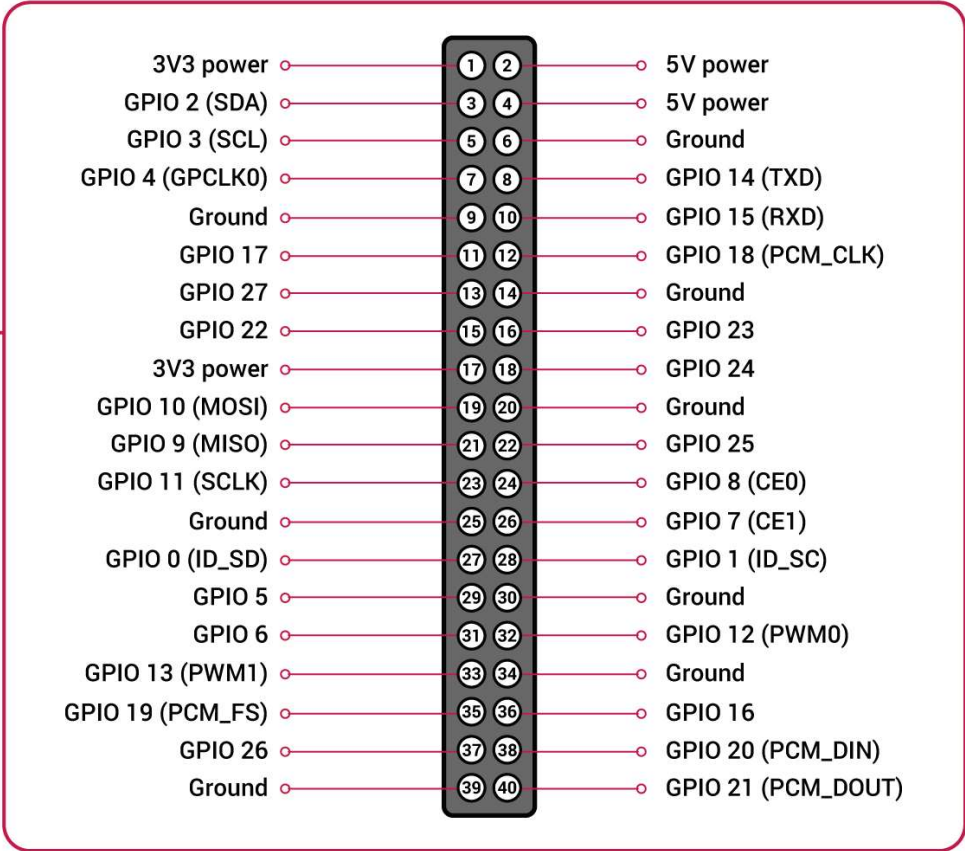 3V3 power 1 2 5V power
GPIO 2 (SDA) 3 4 5V power
GPIO 3 (SCL) 5 6 Ground
GPIO 4 (GPCLK0) 7 8 GPIO 14 (TXD)
Ground 9 10 GPIO 15 (RXD)
GPIO 17 11 12 GPIO 18 (PCM_CLK)
GPIO 27 13 14 Ground
GPIO 22 15 16 GPIO 23
3V3 power 17 18 GPIO 24
GPIO 10 (MOSI) 19 20 Ground
GPIO 9 (MISO) 21 22 GPIO 25
GPIO 11 (SCLK) 23 24 GPIO 8 (CE0)
Ground 25 26 GPIO 7 (CE1)
GPIO 0 (ID_SD) 27 28 GPIO 1 (ID_SC)
GPIO 5 29 30 Ground
GPIO 6 31 32 GPIO 12 (PWM0)
GPIO 13 (PWM1) 33 34 Ground
GPIO 19 (PCM_FS) 35 36 GPIO 16
GPIO 26 37 38 GPIO 20 (PCM_DIN)
Ground 39 40 GPIO 21 (PCM_DOUT)